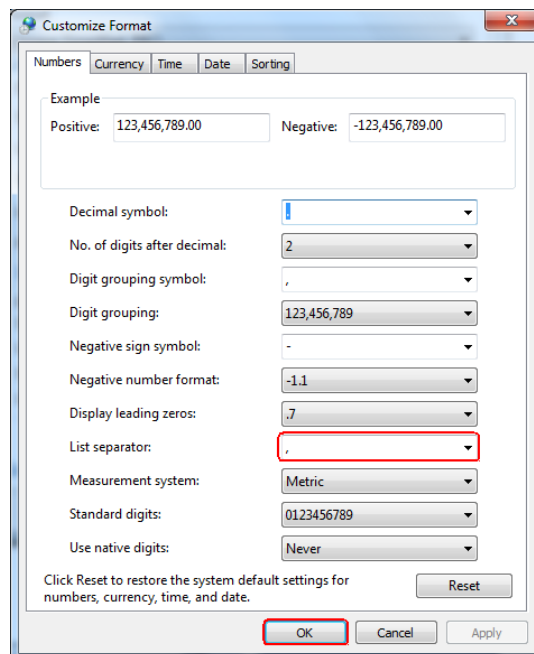 Customize Format
Numbers Currency Time Date Sorting
Example
Positive: 123,456,789.00 Negative: -123,456,789.00
Decimal symbol: .
No. of digits after decimal: 2
Digit grouping symbol: ,
Digit grouping: 123,456,789
Negative sign symbol: -
Negative number format: -1.1
Display leading zeros: .7
List separator: ,
Measurement system: Metric
Standard digits: 0123456789
Use native digits: Never
Click Reset to restore the system default settings for
numbers, currency, time, and date.
Reset
OK Cancel Apply